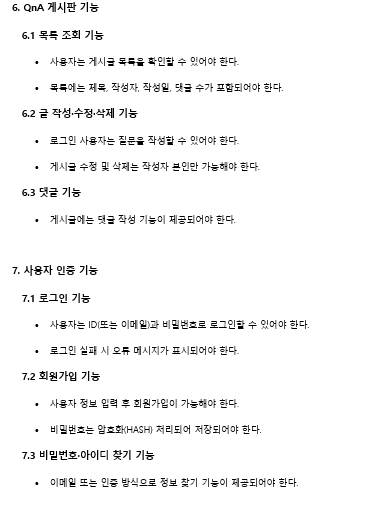 6. QnA 게시판 기능
6.1 목록 조회 기능
• 사용자는 게시글 목록을 확인할 수 있어야 한다.
• 목록에는 제목, 작성자, 작성일, 댓글 수가 포함되어야 한다.
6.2 글 작성·수정·삭제 기능
• 로그인 사용자는 질문을 작성할 수 있어야 한다.
• 게시글 수정 및 삭제는 작성자 본인만 가능해야 한다.
6.3 댓글 기능
• 게시글에는 댓글 작성 기능이 제공되어야 한다.
7. 사용자 인증 기능
7.1 로그인 기능
• 사용자는 ID(또는 이메일)과 비밀번호로 로그인할 수 있어야 한다.
• 로그인 실패 시 오류 메시지가 표시되어야 한다.
7.2 회원가입 기능
• 사용자 정보 입력 후 회원가입이 가능해야 한다.
• 비밀번호는 암호화(HASH) 처리되어 저장되어야 한다.
7.3 비밀번호·아이디 찾기 기능
• 이메일 또는 인증 방식으로 정보 찾기 기능이 제공되어야 한다.